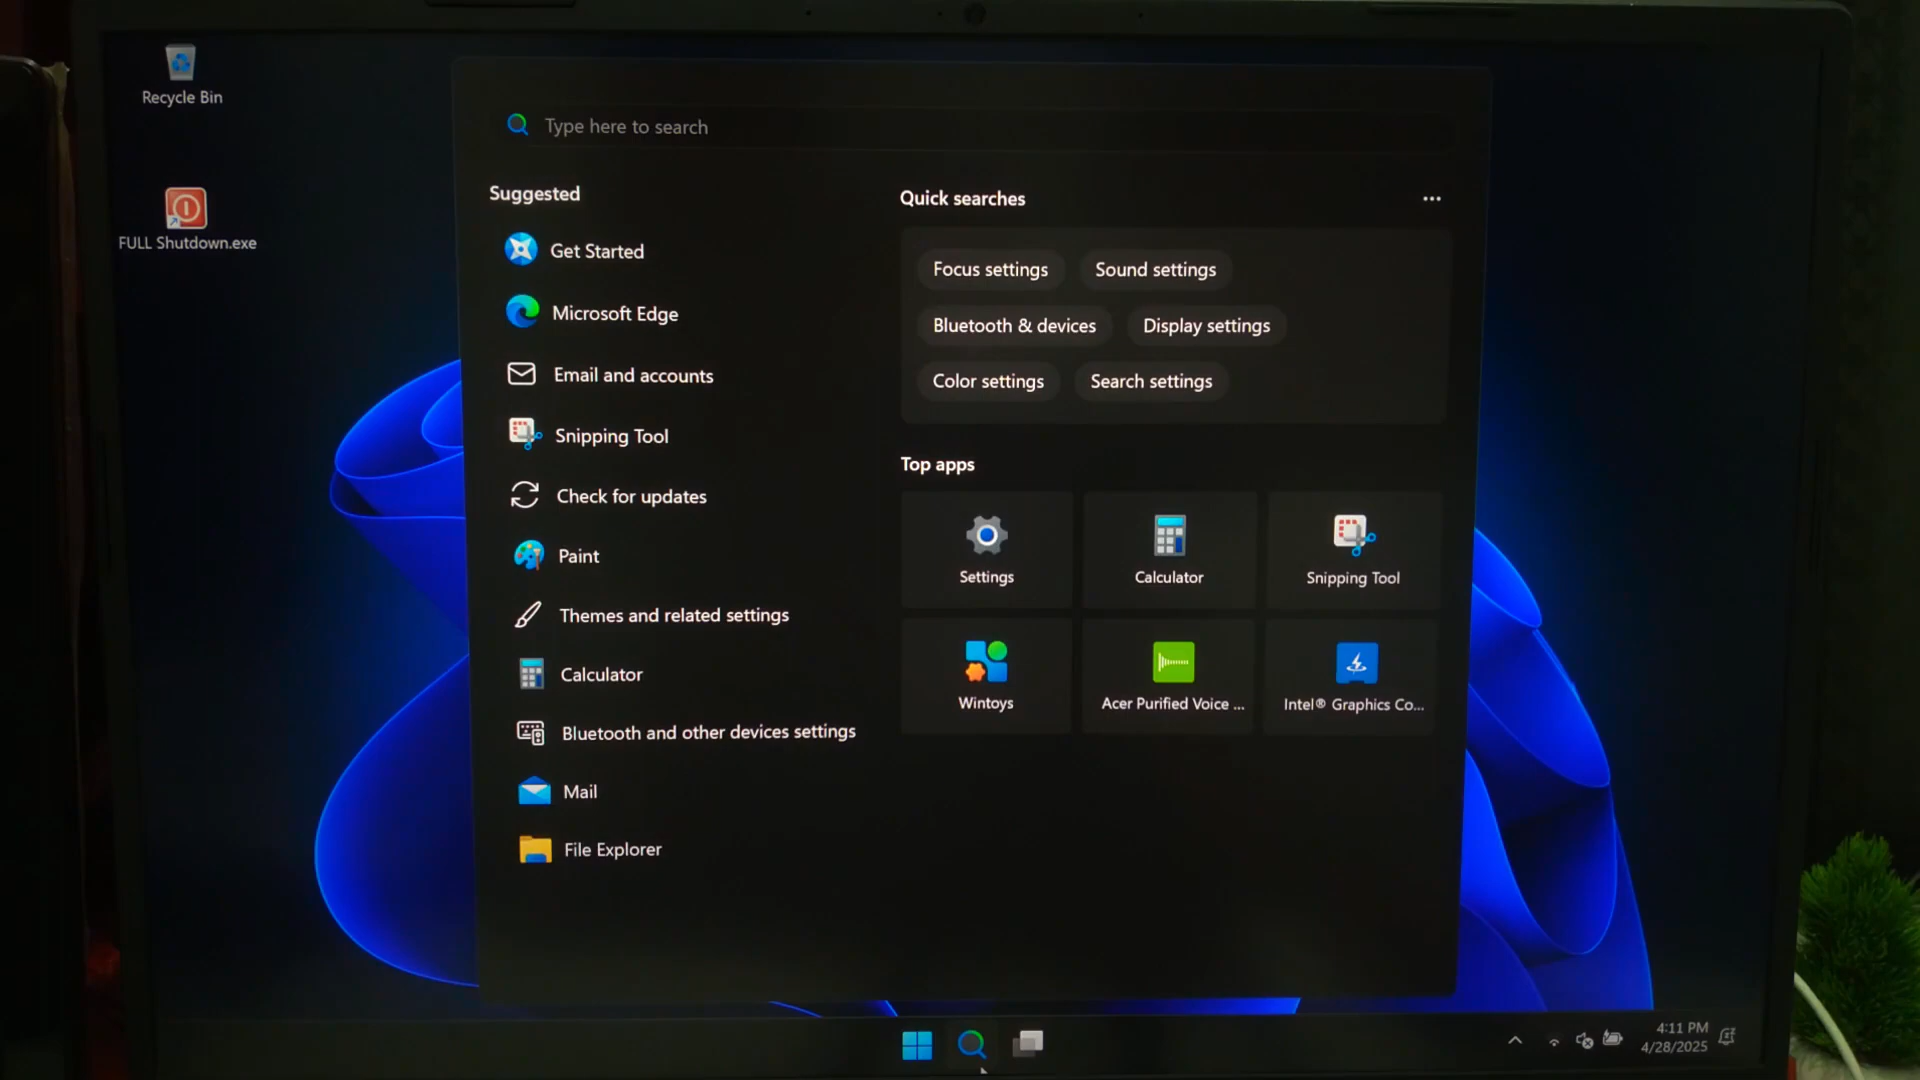 Recycle Bin
FULL Shutdown.exe
Type here to search
Suggested
Get Started
Microsoft Edge
Email and accounts
Snipping Tool
Check for updates
Paint
Themes and related settings
Calculator
Bluetooth and other devices settings
Mail
File Explorer
Quick searches
Focus settings
Sound settings
Bluetooth & devices
Display settings
Color settings
Search settings
Top apps
Settings
Calculator
Snipping Tool
Wintoys
Acer Purified Voice ...
Intel® Graphics Co...
4:11 PM
4/28/2025